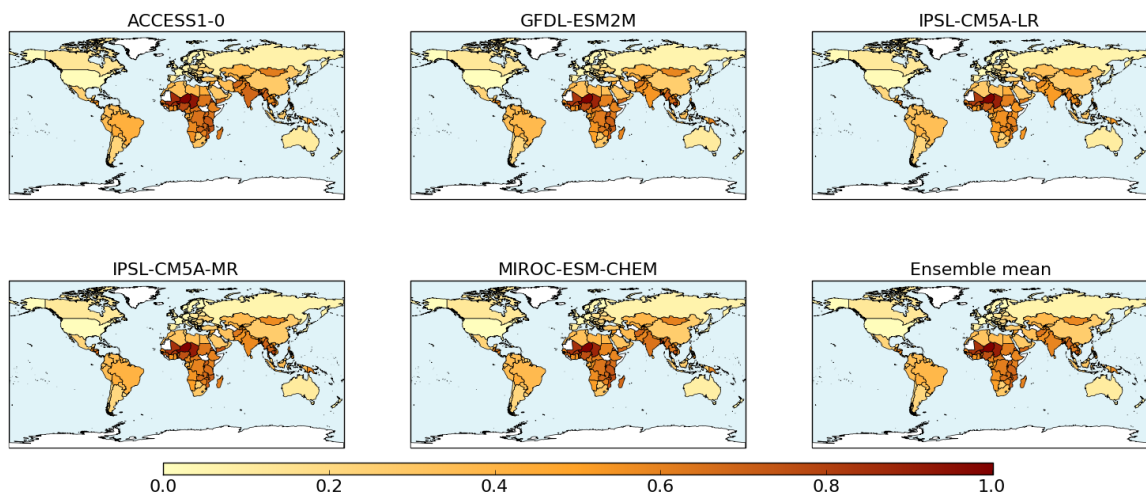 ACCESS1-0
GFDL-ESM2M
IPSL-CM5A-LR
IPSL-CM5A-MR
MIROC-ESM-CHEM
Ensemble mean
0.0 0.2 0.4 0.6 0.8 1.0